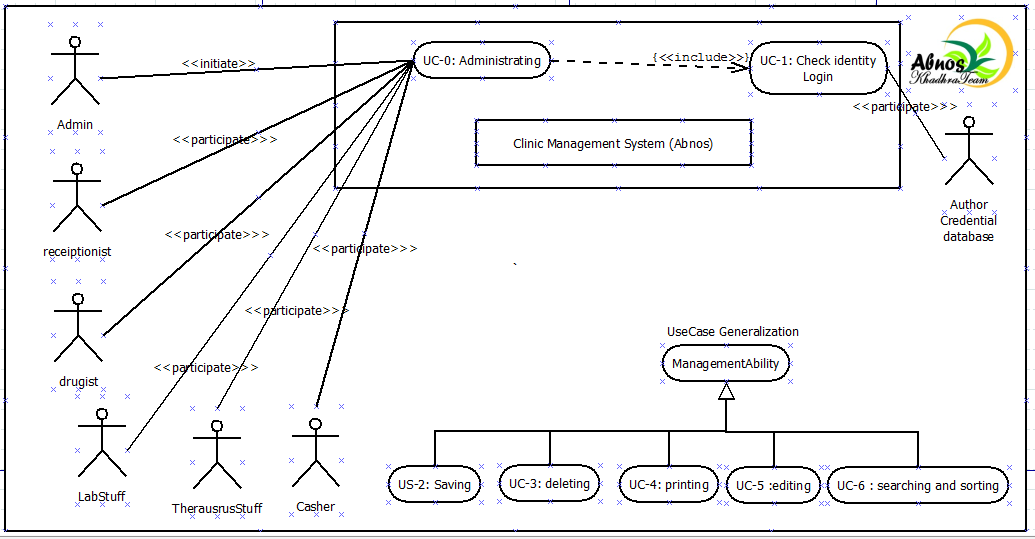 <<initiate>>
UC-0: Administrating
{<<include>>}
UC-1: Check identity
Login
Abnos
KhadhraTeam
Admin
<<participate>>>
<<participate>>>
Clinic Management System (Abnos)
receiptionist
Author
Credential
database
<<participate>>>
<<participate>>>
<<participate>>>
drugist
<<participate>>>
UseCase Generalization
ManagementAbility
LabStuff
TherausrusStuff
Casher
US-2: Saving
UC-3: deleting
UC-4: printing
UC-5 :editing
UC-6 : searching and sorting